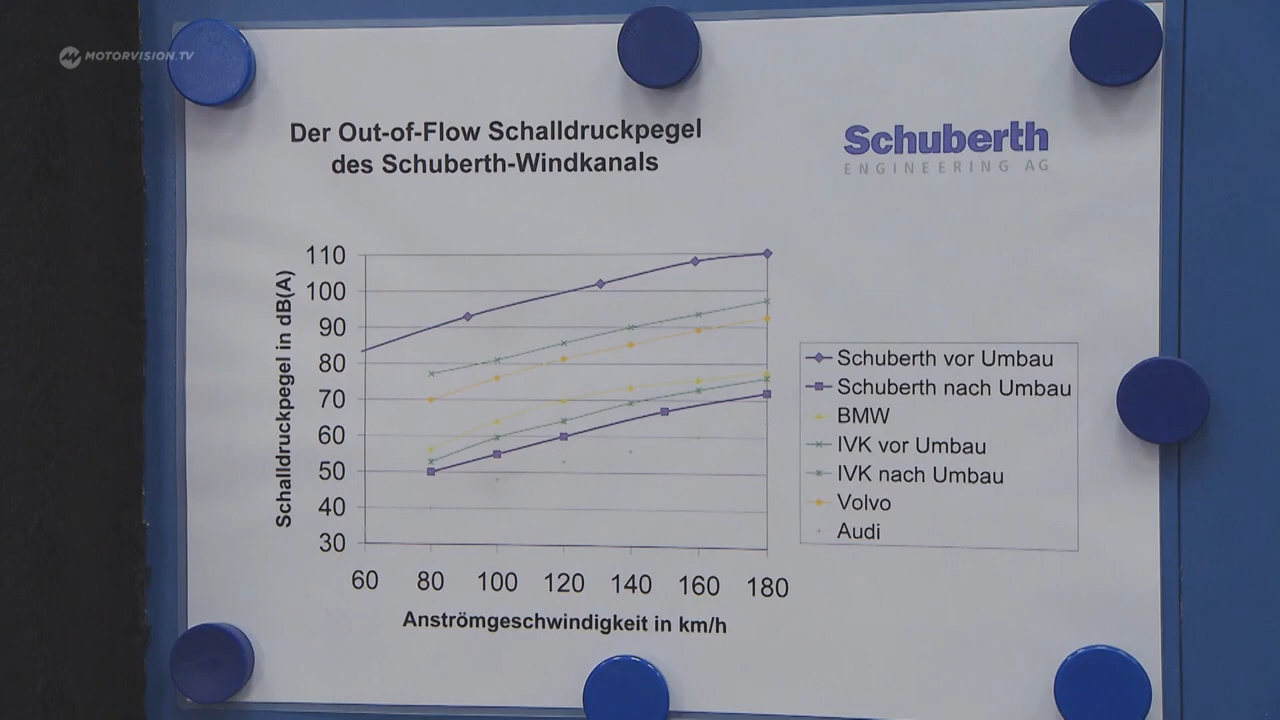 MOTORVISION.TV
Der Out-of-Flow Schalldruckpegel
des Schuberth-Windkanals
Schuberth
ENGINEERING AG
Schalldruckpegel in dB(A)
110
100
90
80
70
60
50
40
30
60 80 100 120 140 160 180
Anströmgeschwindigkeit in km/h
Schuberth vor Umbau
Schuberth nach Umbau
BMW
IVK vor Umbau
IVK nach Umbau
Volvo
Audi